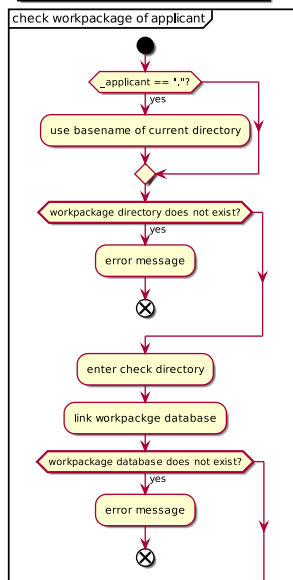 check workpackage of applicant
_applicant == "."?
yes
use basename of current directory
workpackage directory does not exist?
yes
error message
enter check directory
link workpackge database
workpackage database does not exist?
yes
error message